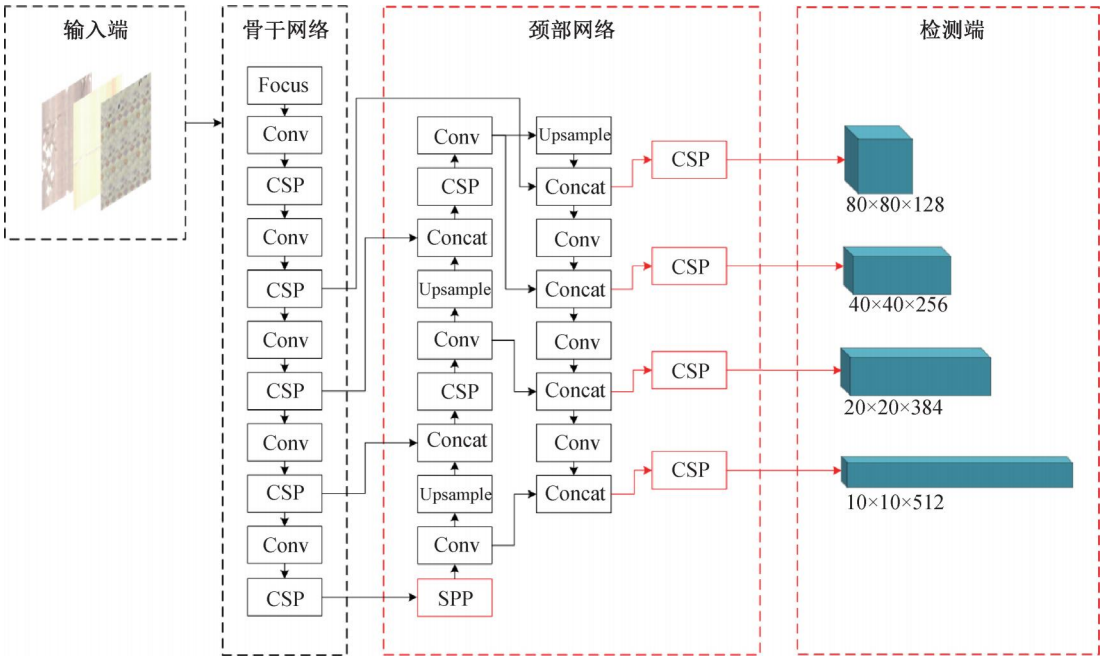 输入端
骨干网络
颈部网络
检测端
Focus
Conv
CSP
Conv
CSP
Conv
CSP
Conv
CSP
Conv
CSP
Conv
CSP
Concat
Upsample
Conv
CSP
Concat
Upsample
Conv
SPP
Upsample
Concat
Conv
Concat
Conv
Concat
Conv
Concat
CSP
CSP
CSP
CSP
80×80×128
40×40×256
20×20×384
10×10×512